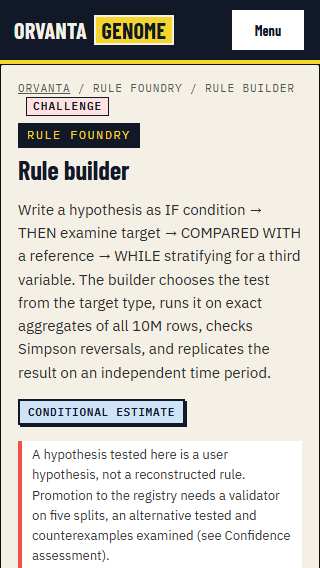 ORVANTA GENOME
Menu
ORVANTA / RULE FOUNDRY / RULE BUILDER
CHALLENGE
RULE FOUNDRY
Rule builder
Write a hypothesis as IF condition →
THEN examine target → COMPARED WITH
a reference → WHILE stratifying for a third
variable. The builder chooses the test
from the target type, runs it on exact
aggregates of all 10M rows, checks
Simpson reversals, and replicates the
result on an independent time period.
CONDITIONAL ESTIMATE
A hypothesis tested here is a user
hypothesis, not a reconstructed rule.
Promotion to the registry needs a validator
on five splits, an alternative tested and
counterexamples examined (see Confidence
assessment).